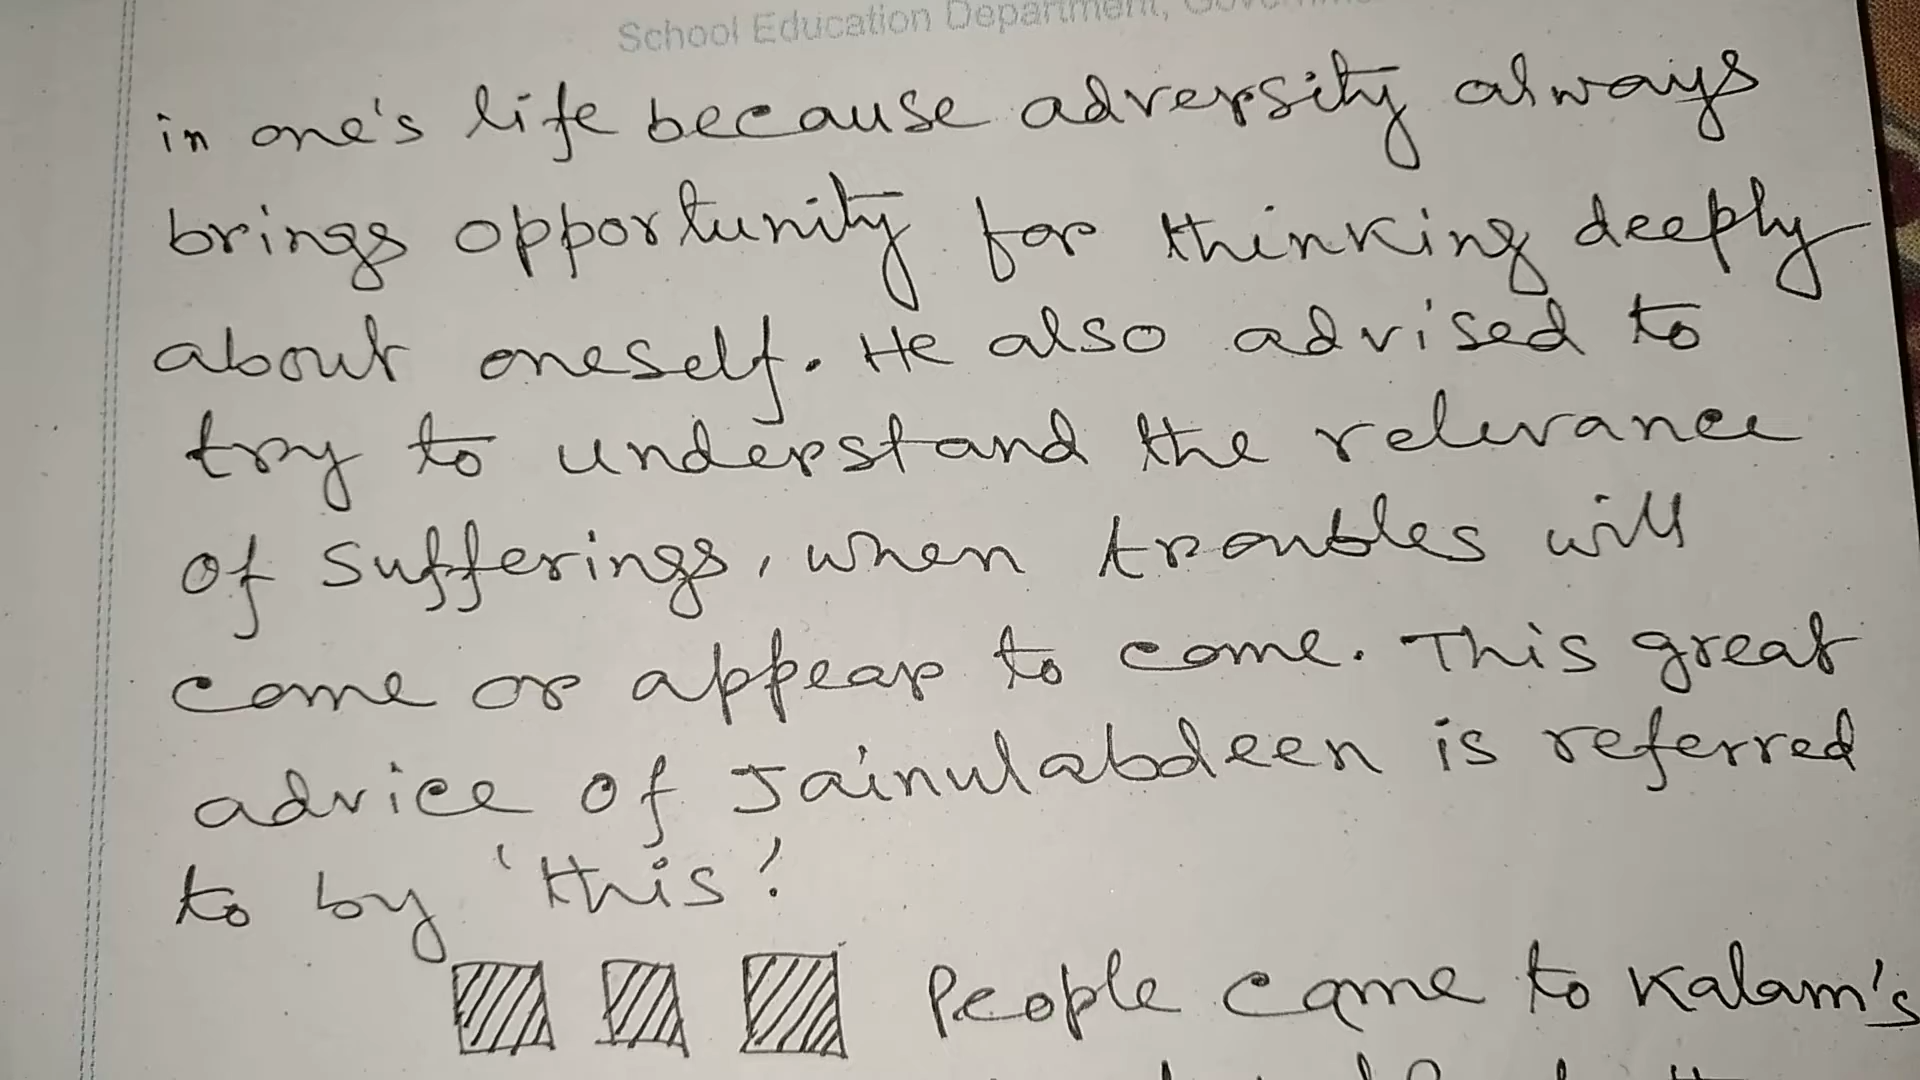 School Education Department,
in one's life because adversity always
brings opportunity for thinking deeply
about oneself. He also advised to
try to understand the relevance
of sufferings, when troubles will
come or appear to come. This great
advice of Jainulabdeen is referred
to by 'this'.
People came to Kalam's